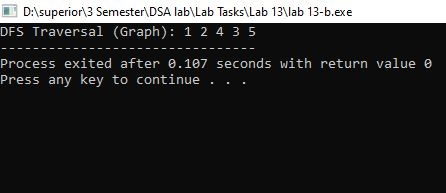 D:\superior\3 Semester\DSA lab\Lab Tasks\Lab 13\lab 13-b.exe
DFS Traversal (Graph): 1 2 4 3 5
--------------------------------
Process exited after 0.107 seconds with return value 0
Press any key to continue . . .